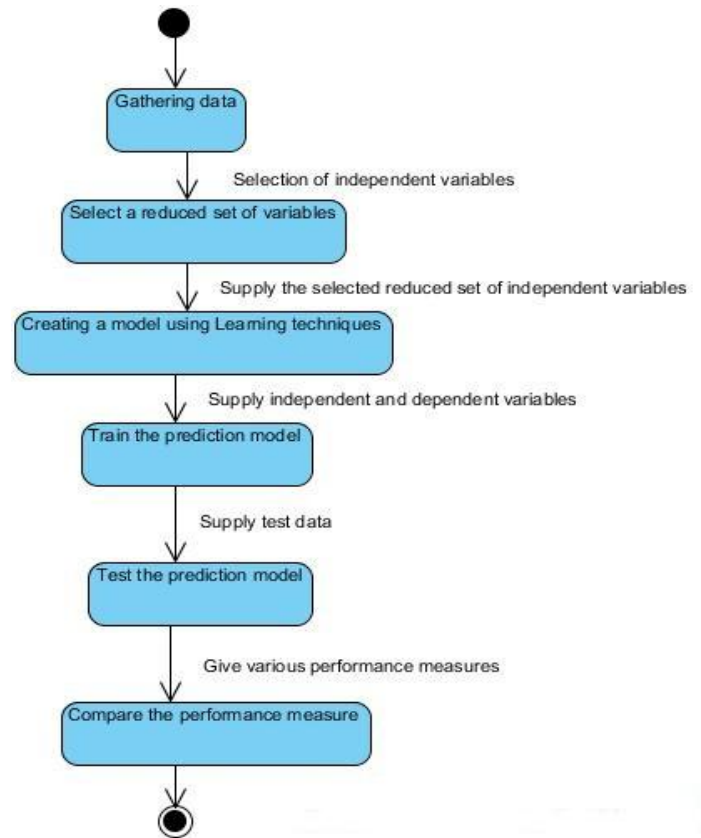 Gathering data
Selection of independent variables
Select a reduced set of variables
Supply the selected reduced set of independent variables
Creating a model using Learning techniques
Supply independent and dependent variables
Train the prediction model
Supply test data
Test the prediction model
Give various performance measures
Compare the performance measure